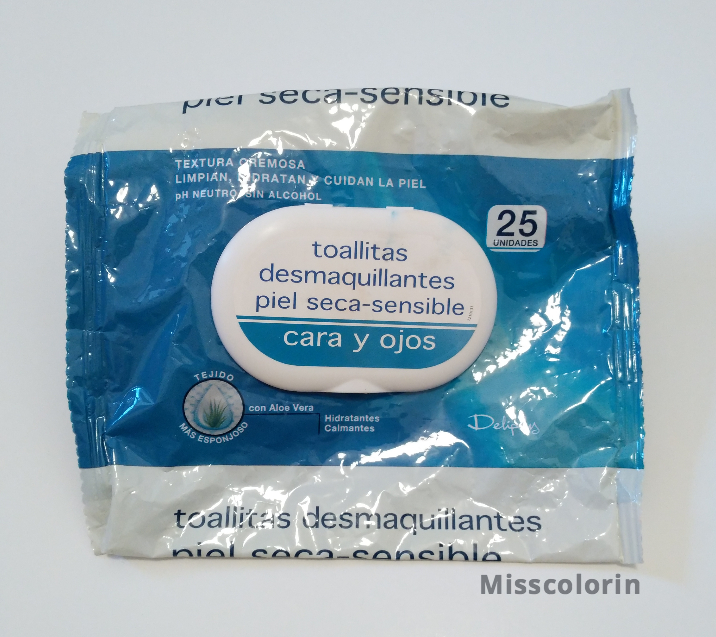 piel seca-sensible
TEXTURA CREMOSA
LIMPIAN, HIDRATAN Y CUIDAN LA PIEL
pH NEUTRO SIN ALCOHOL
25
UNIDADES
toallitas
desmaquillantes
piel seca-sensible
cara y ojos
TEJIDO
MÁS ESPONJOSO
con Aloe Vera
Hidratantes
Calmantes
Deliplus
toallitas desmaquillantes
piel seca-sensible
Misscolorin